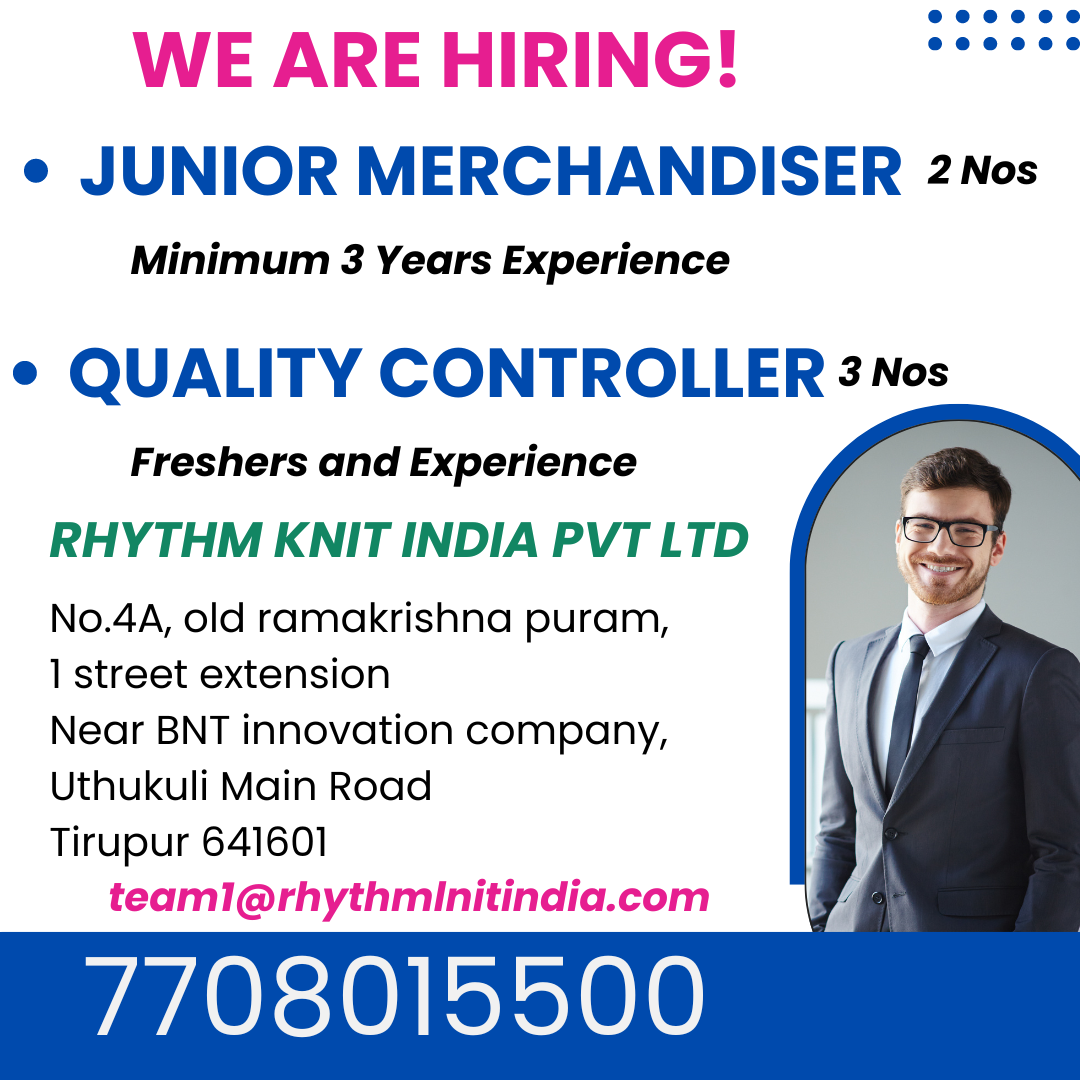 WE ARE HIRING!
• JUNIOR MERCHANDISER 2 Nos
Minimum 3 Years Experience
• QUALITY CONTROLLER 3 Nos
Freshers and Experience
RHYTHM KNIT INDIA PVT LTD
No.4A, old ramakrishna puram,
1 street extension
Near BNT innovation company,
Uthukuli Main Road
Tirupur 641601
team1@rhythmlnitindia.com
7708015500